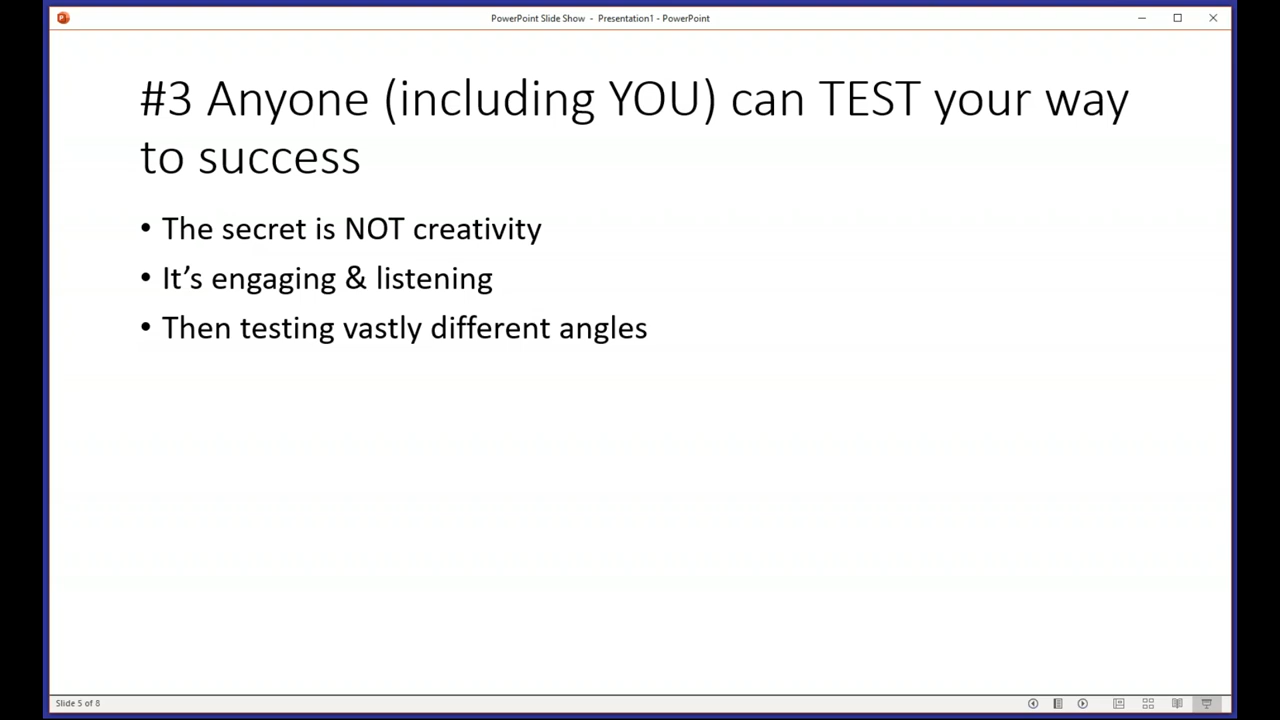 PowerPoint Slide Show - Presentation1 - PowerPoint
#3 Anyone (including YOU) can TEST your way
to success
• The secret is NOT creativity
• It’s engaging & listening
• Then testing vastly different angles
Slide 5 of 8